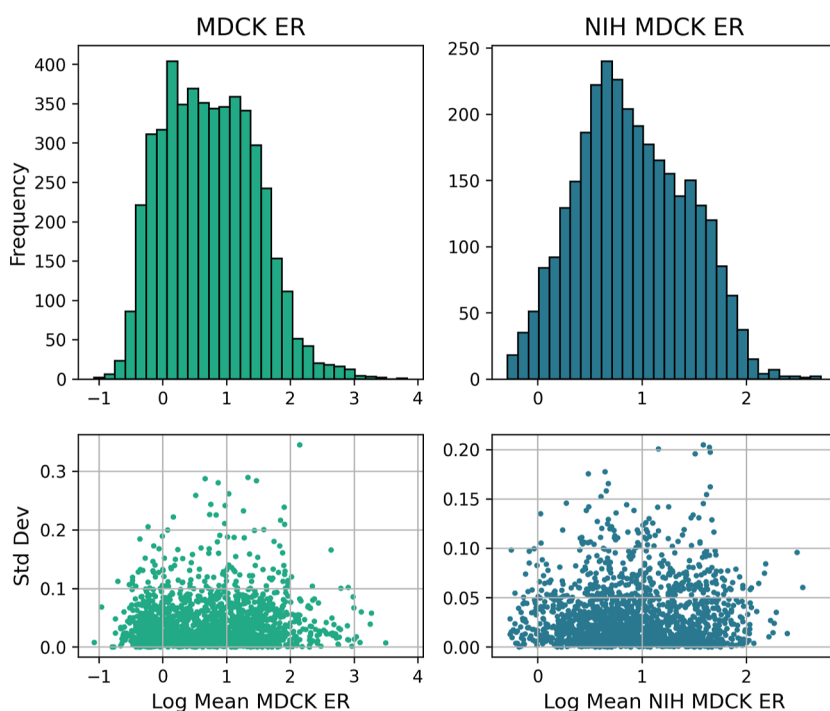 MDCK ER
NIH MDCK ER
Frequency
400
350
300
250
200
150
100
50
0
−1 0 1 2 3 4
250
200
150
100
50
0
0 1 2
Std Dev
0.3
0.2
0.1
0.0
−1 0 1 2 3 4
Log Mean MDCK ER
0.20
0.15
0.10
0.05
0.00
0 1 2
Log Mean NIH MDCK ER